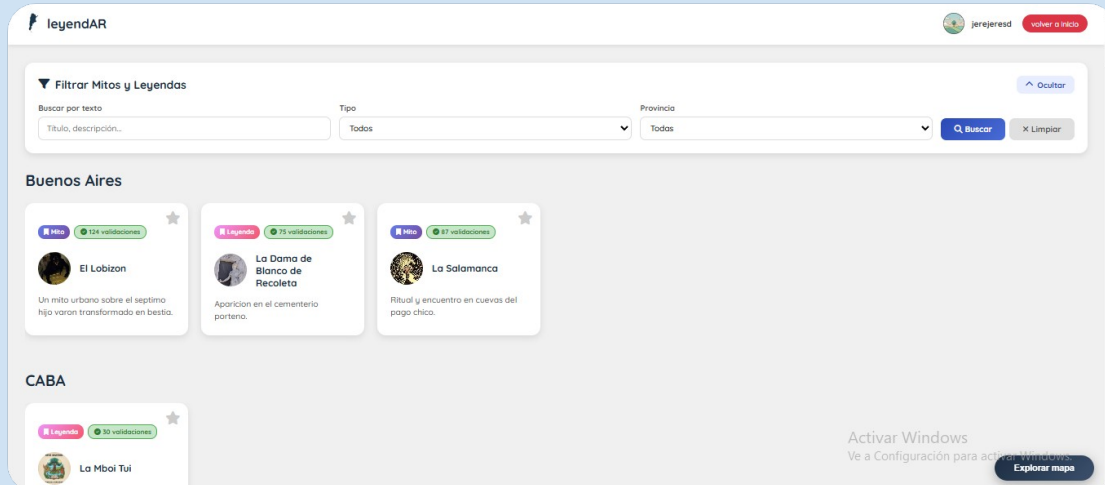 leyendAR
jerejeresd
volver a inicio
Filtrar Mitos y Leyendas
Ocultar
Buscar por texto
Tipo
Provincia
Título, descripción...
Todos
Todas
Buscar
Limpiar
Buenos Aires
Mito
124 validaciones
El Lobizon
Un mito urbano sobre el septimo
hijo varon transformado en bestia.
Leyenda
75 validaciones
La Dama de
Blanco de
Recoleta
Aparicion en el cementerio
porteno.
Mito
87 validaciones
La Salamanca
Ritual y encuentro en cuevas del
pago chico.
CABA
Leyenda
30 validaciones
La Mboi Tui
Activar Windows
Ve a Configuración para activar Windows.
Explorar mapa